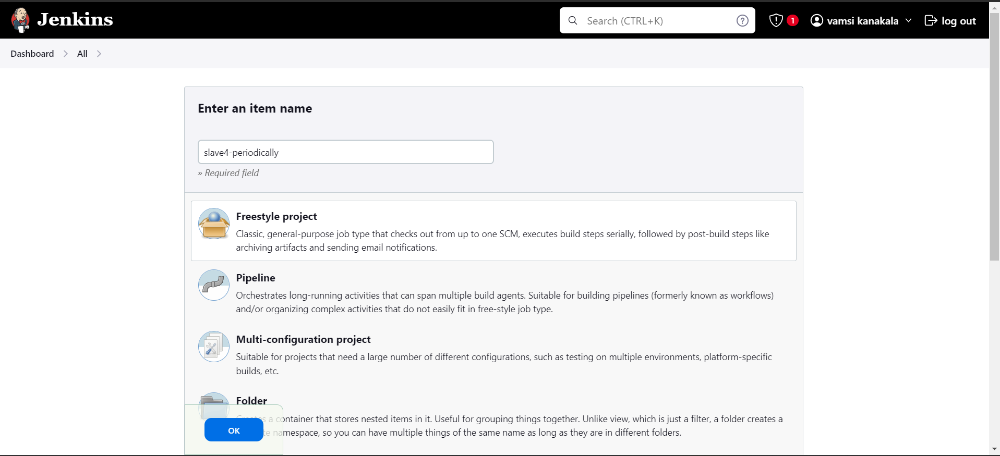 Jenkins
Search (CTRL+K)
1
vamsi kanakala
log out
Dashboard
All
Enter an item name
slave4-periodically
» Required field
Freestyle project
Classic, general-purpose job type that checks out from up to one SCM, executes build steps serially, followed by post-build steps like
archiving artifacts and sending email notifications.
Pipeline
Orchestrates long-running activities that can span multiple build agents. Suitable for building pipelines (formerly known as workflows)
and/or organizing complex activities that do not easily fit in free-style job type.
Multi-configuration project
Suitable for projects that need a large number of different configurations, such as testing on multiple environments, platform-specific
builds, etc.
Folder
Creates a container that stores nested items in it. Useful for grouping things together. Unlike view, which is just a filter, a folder creates a
OK
namespace, so you can have multiple things of the same name as long as they are in different folders.